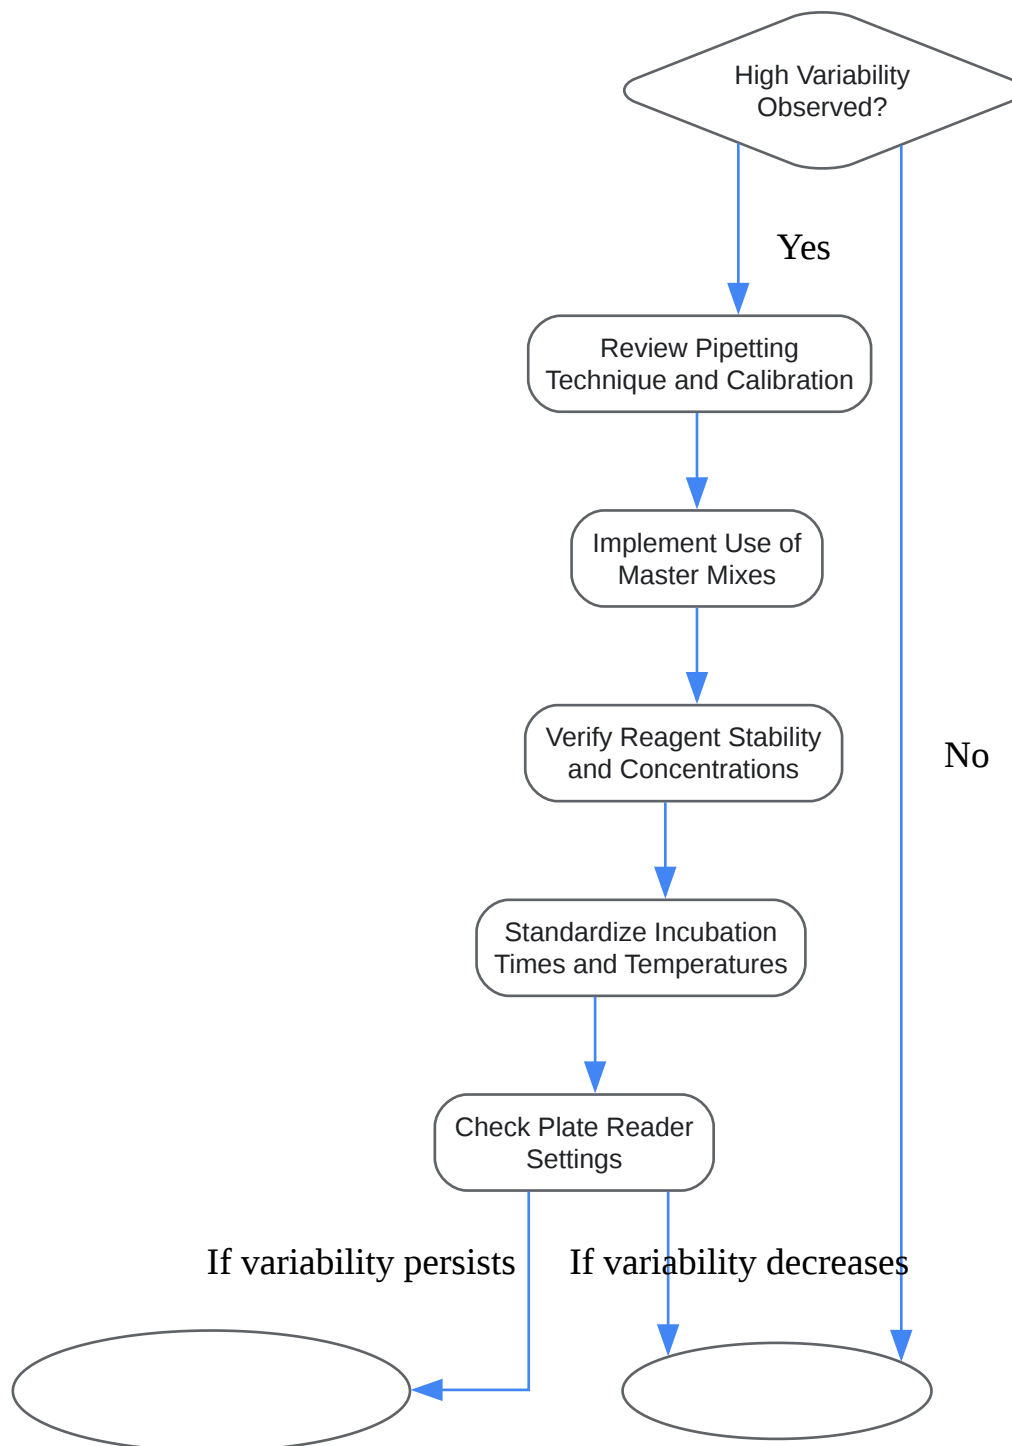 High Variability
Observed?
Yes
Review Pipetting
Technique and Calibration
Implement Use of
Master Mixes
Verify Reagent Stability
and Concentrations
No
Standardize Incubation
Times and Temperatures
Check Plate Reader
Settings
If variability persists
If variability decreases